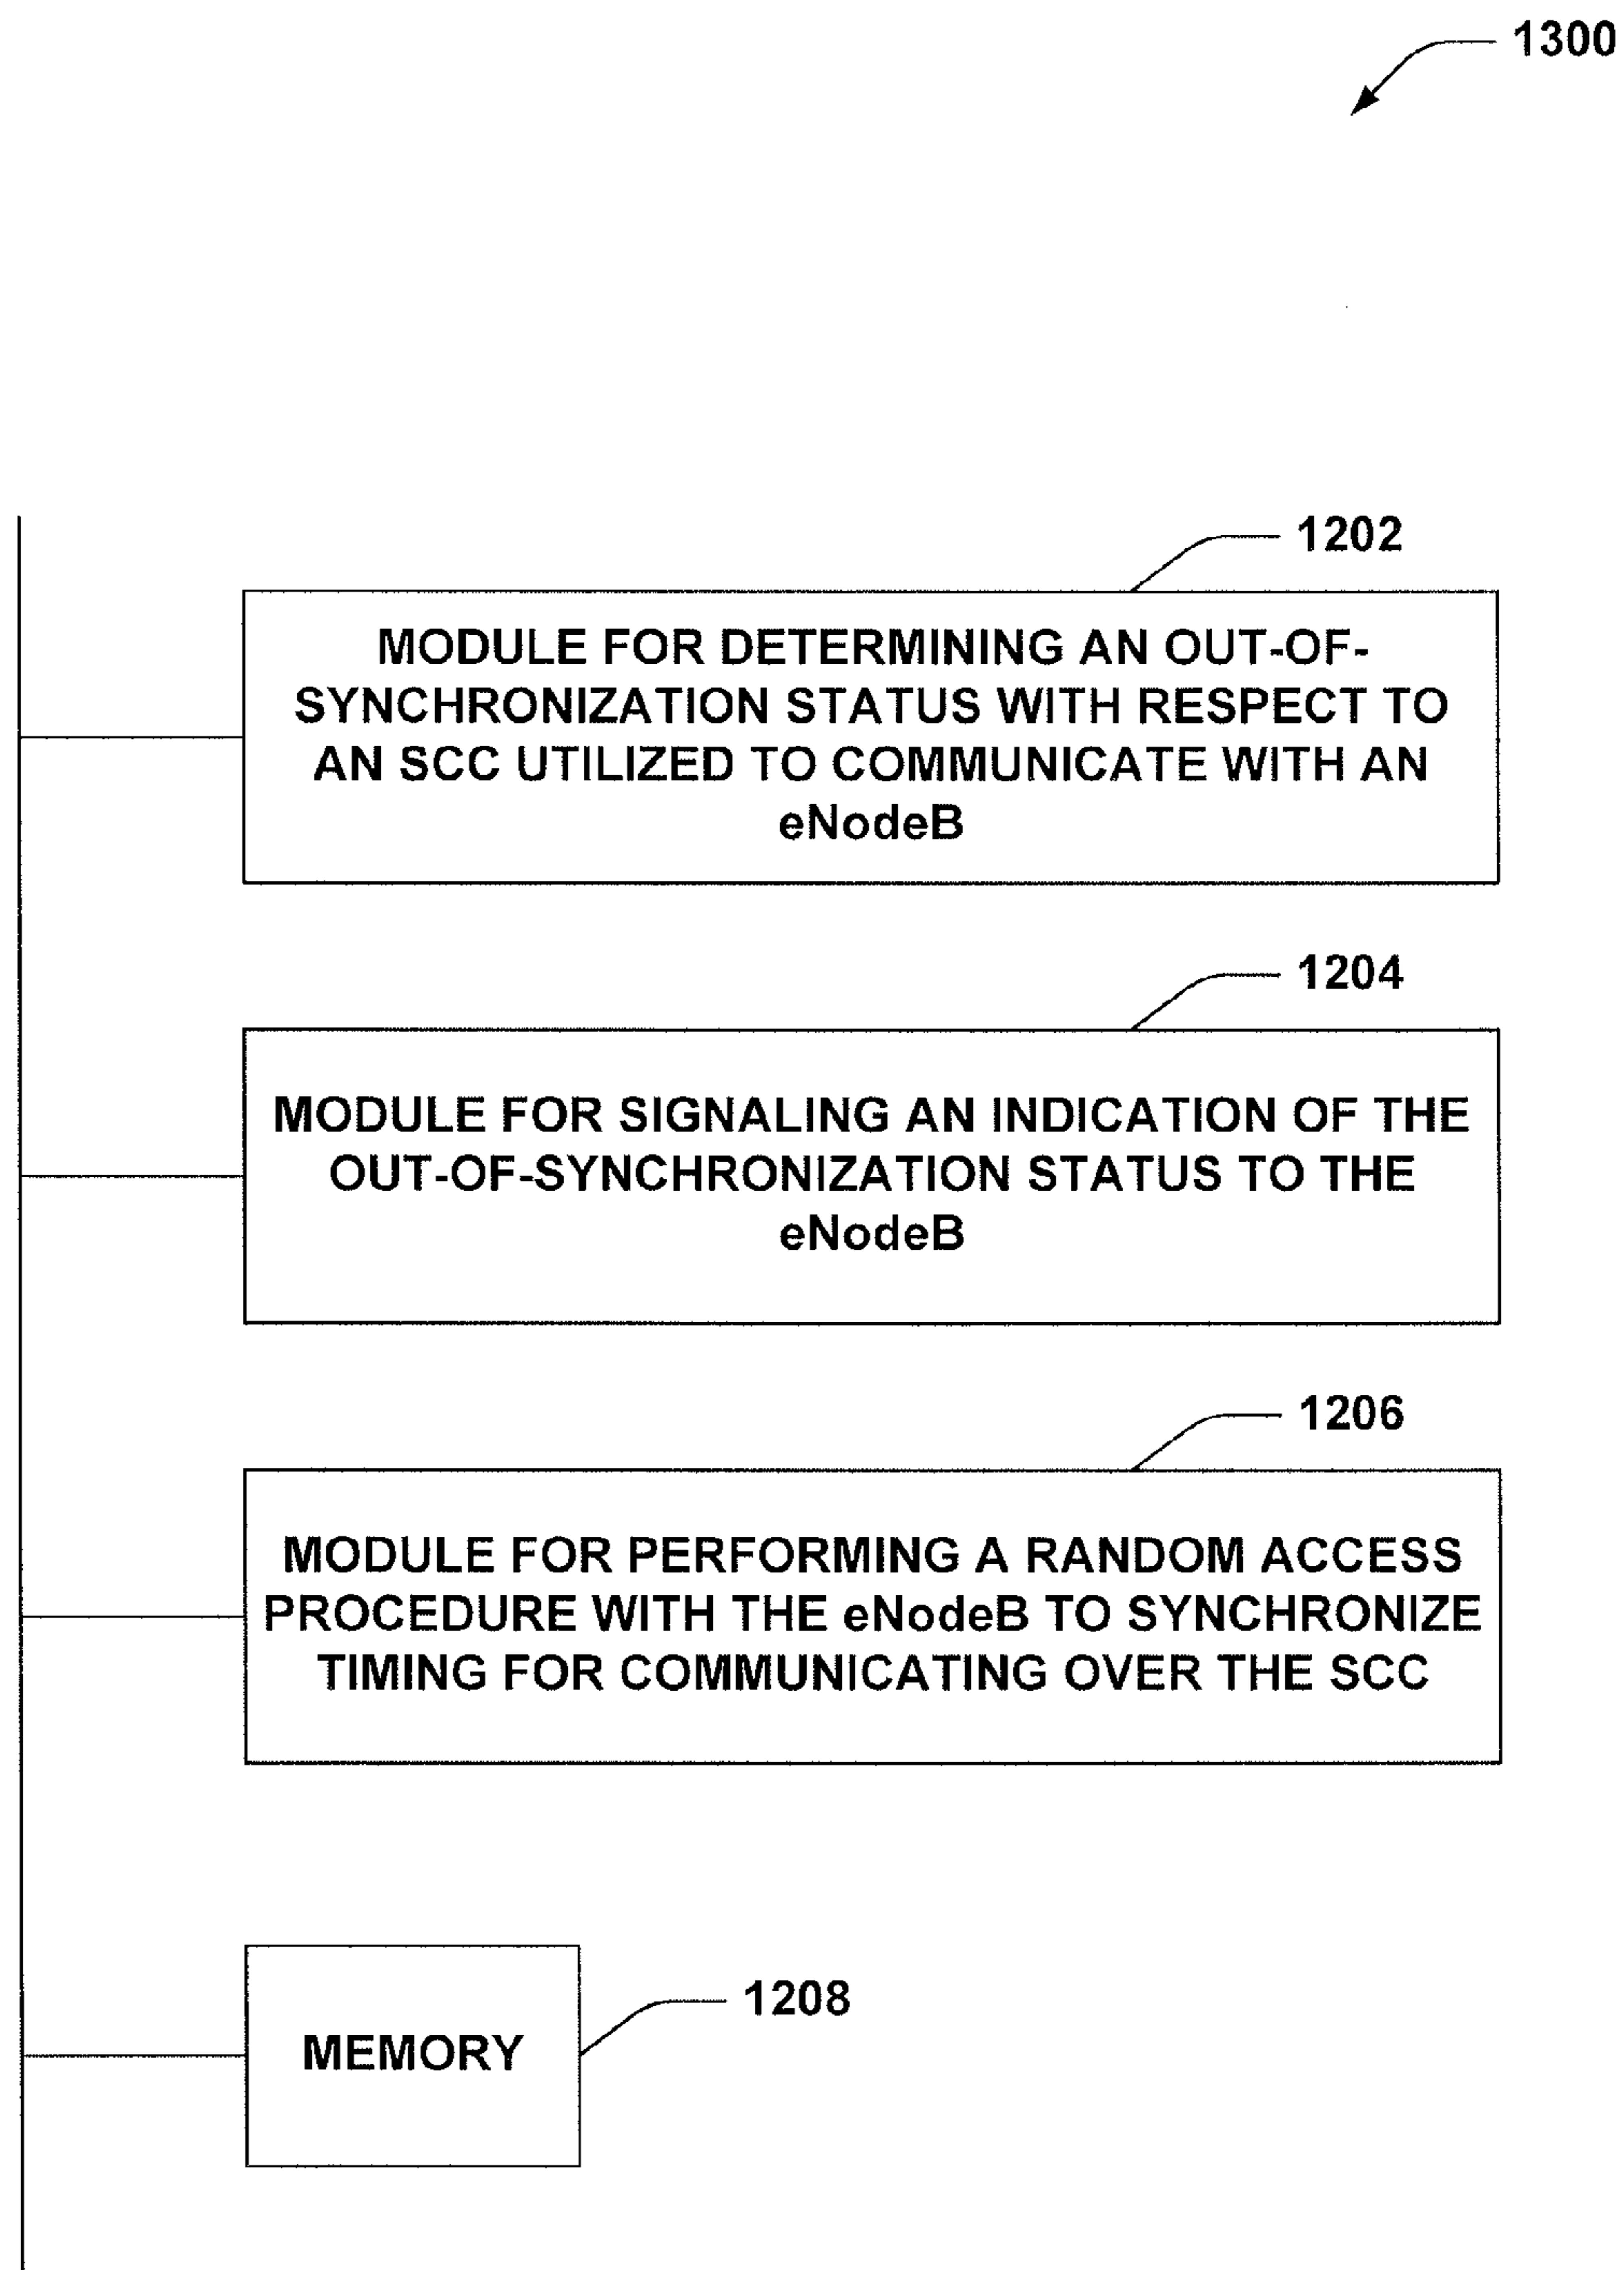 1300
1202
MODULE FOR DETERMINING AN OUT-OF-
SYNCHRONIZATION STATUS WITH RESPECT TO
AN SCC UTILIZED TO COMMUNICATE WITH AN
eNodeB
1204
MODULE FOR SIGNALING AN INDICATION OF THE
OUT-OF-SYNCHRONIZATION STATUS TO THE
eNodeB
1206
MODULE FOR PERFORMING A RANDOM ACCESS
PROCEDURE WITH THE eNodeB TO SYNCHRONIZE
TIMING FOR COMMUNICATING OVER THE SCC
1208
MEMORY